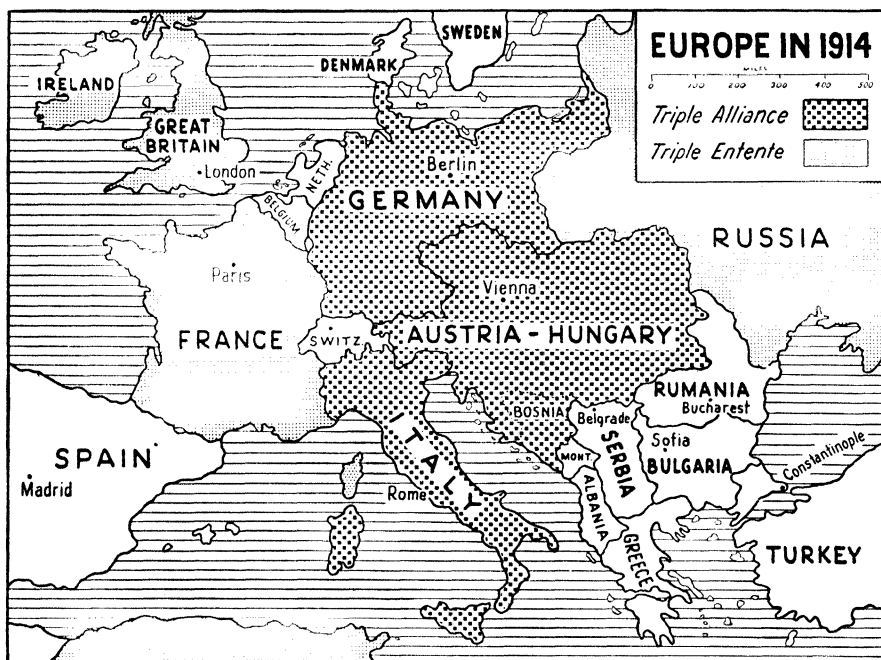 EUROPE IN 1914
MILES
0 100 200 300 400 500
Triple Alliance
Triple Entente
SWEDEN
DENMARK
IRELAND
GREAT
BRITAIN
London
NETH.
BELGIUM
Berlin
GERMANY
RUSSIA
Paris
FRANCE
Vienna
SWITZ.
AUSTRIA - HUNGARY
RUMANIA
Bucharest
BOSNIA
Belgrade
SERBIA
Sofia
BULGARIA
MONT.
ALBANIA
GREECE
Constantinople
TURKEY
ITALY
Rome
SPAIN
Madrid